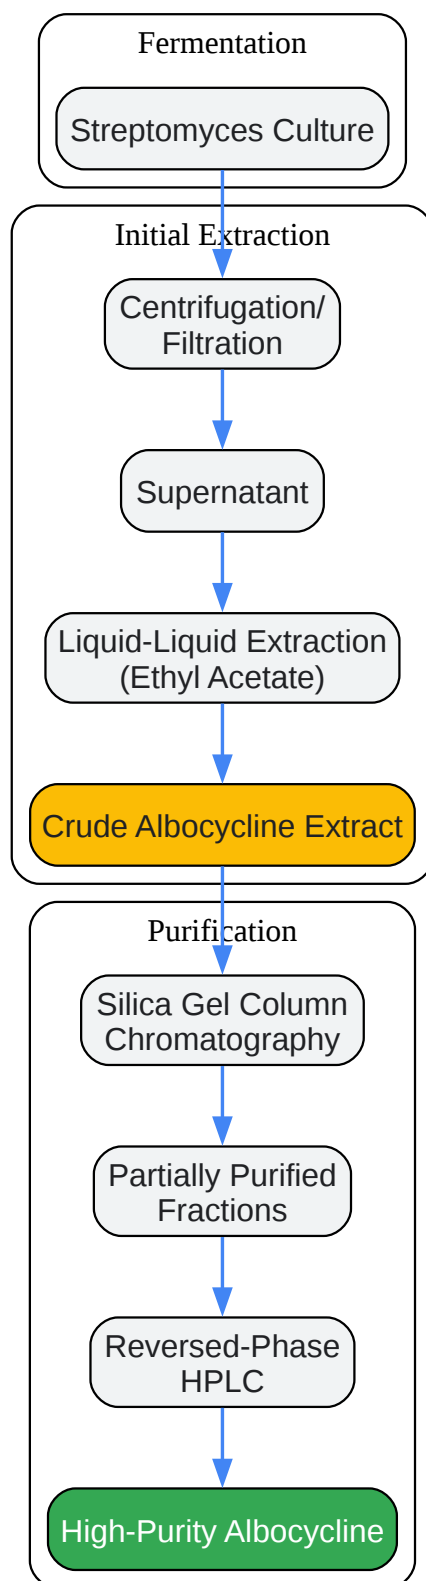 Fermentation
Streptomyces Culture
Initial Extraction
Centrifugation/
Filtration
Supernatant
Liquid-Liquid Extraction
(Ethyl Acetate)
Crude Albocycline Extract
Purification
Silica Gel Column
Chromatography
Partially Purified
Fractions
Reversed-Phase
HPLC
High-Purity Albocycline